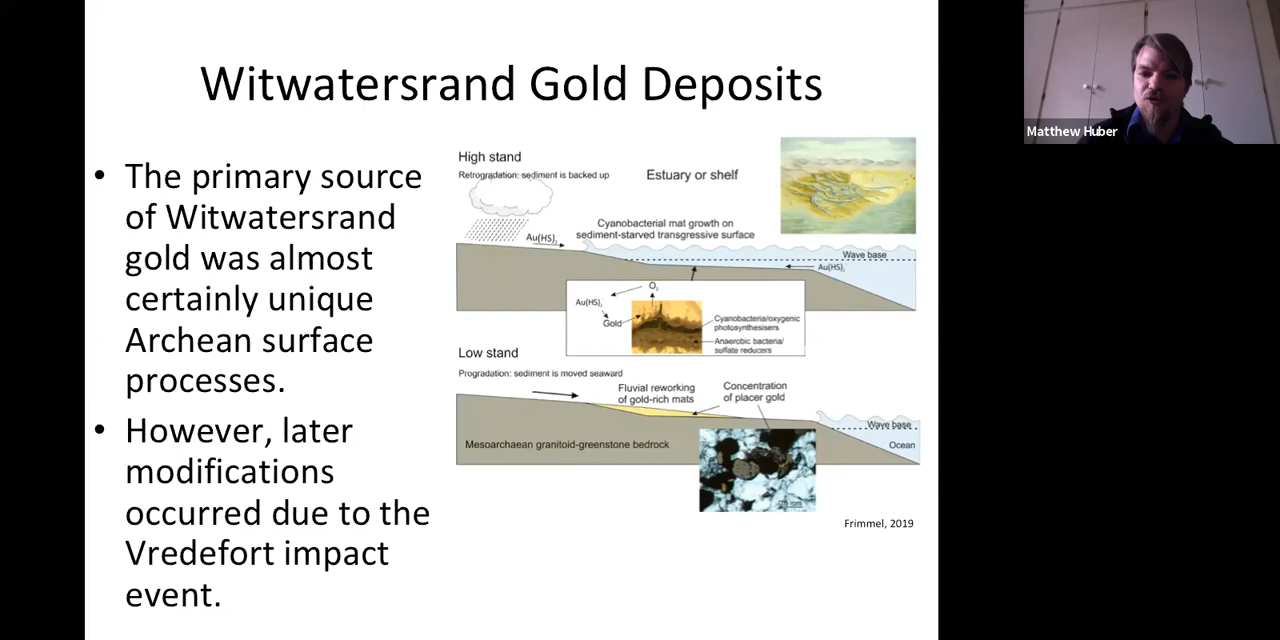 Witwatersrand Gold Deposits
• The primary source
of Witwatersrand
gold was almost
certainly unique
Archean surface
processes.
• However, later
modifications
occurred due to the
Vredefort impact
event.
High stand
Retrogradation: sediment is backed up
Estuary or shelf
Cyanobacterial mat growth on
sediment-starved transgressive surface
Au(HS)₂⁻
Wave base
Au(HS)₂⁻
O₂
Au(HS)₂⁻
Gold
Cyanobacteria/oxygenic
photosynthesisers
Anaerobic bacteria/
sulfate reducers
Low stand
Progradation: sediment is moved seaward
Fluvial reworking
of gold-rich mats
Concentration
of placer gold
Wave base
Ocean
Mesoarchaean granitoid-greenstone bedrock
Frimmel, 2019
Matthew Huber